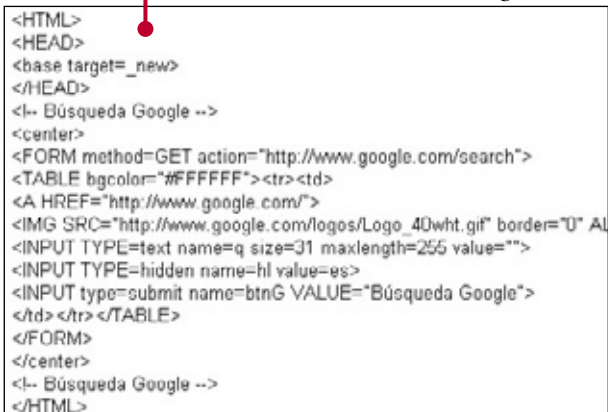 <HTML>
<HEAD>
<base target=_new>
</HEAD>
<!-- Búsqueda Google -->
<center>
<FORM method=GET action="http://www.google.com/search">
<TABLE bgcolor="#FFFFFF"><tr><td>
<A HREF="http://www.google.com/">
<IMG SRC="http://www.google.com/logos/Logo_40wht.gif" border="0" AL
<INPUT TYPE=text name=q size=31 maxlength=255 value="">
<INPUT TYPE=hidden name=hl value=es>
<INPUT type=submit name=btnG VALUE="Búsqueda Google">
</td></tr></TABLE>
</FORM>
</center>
<!-- Búsqueda Google -->
</HTML>